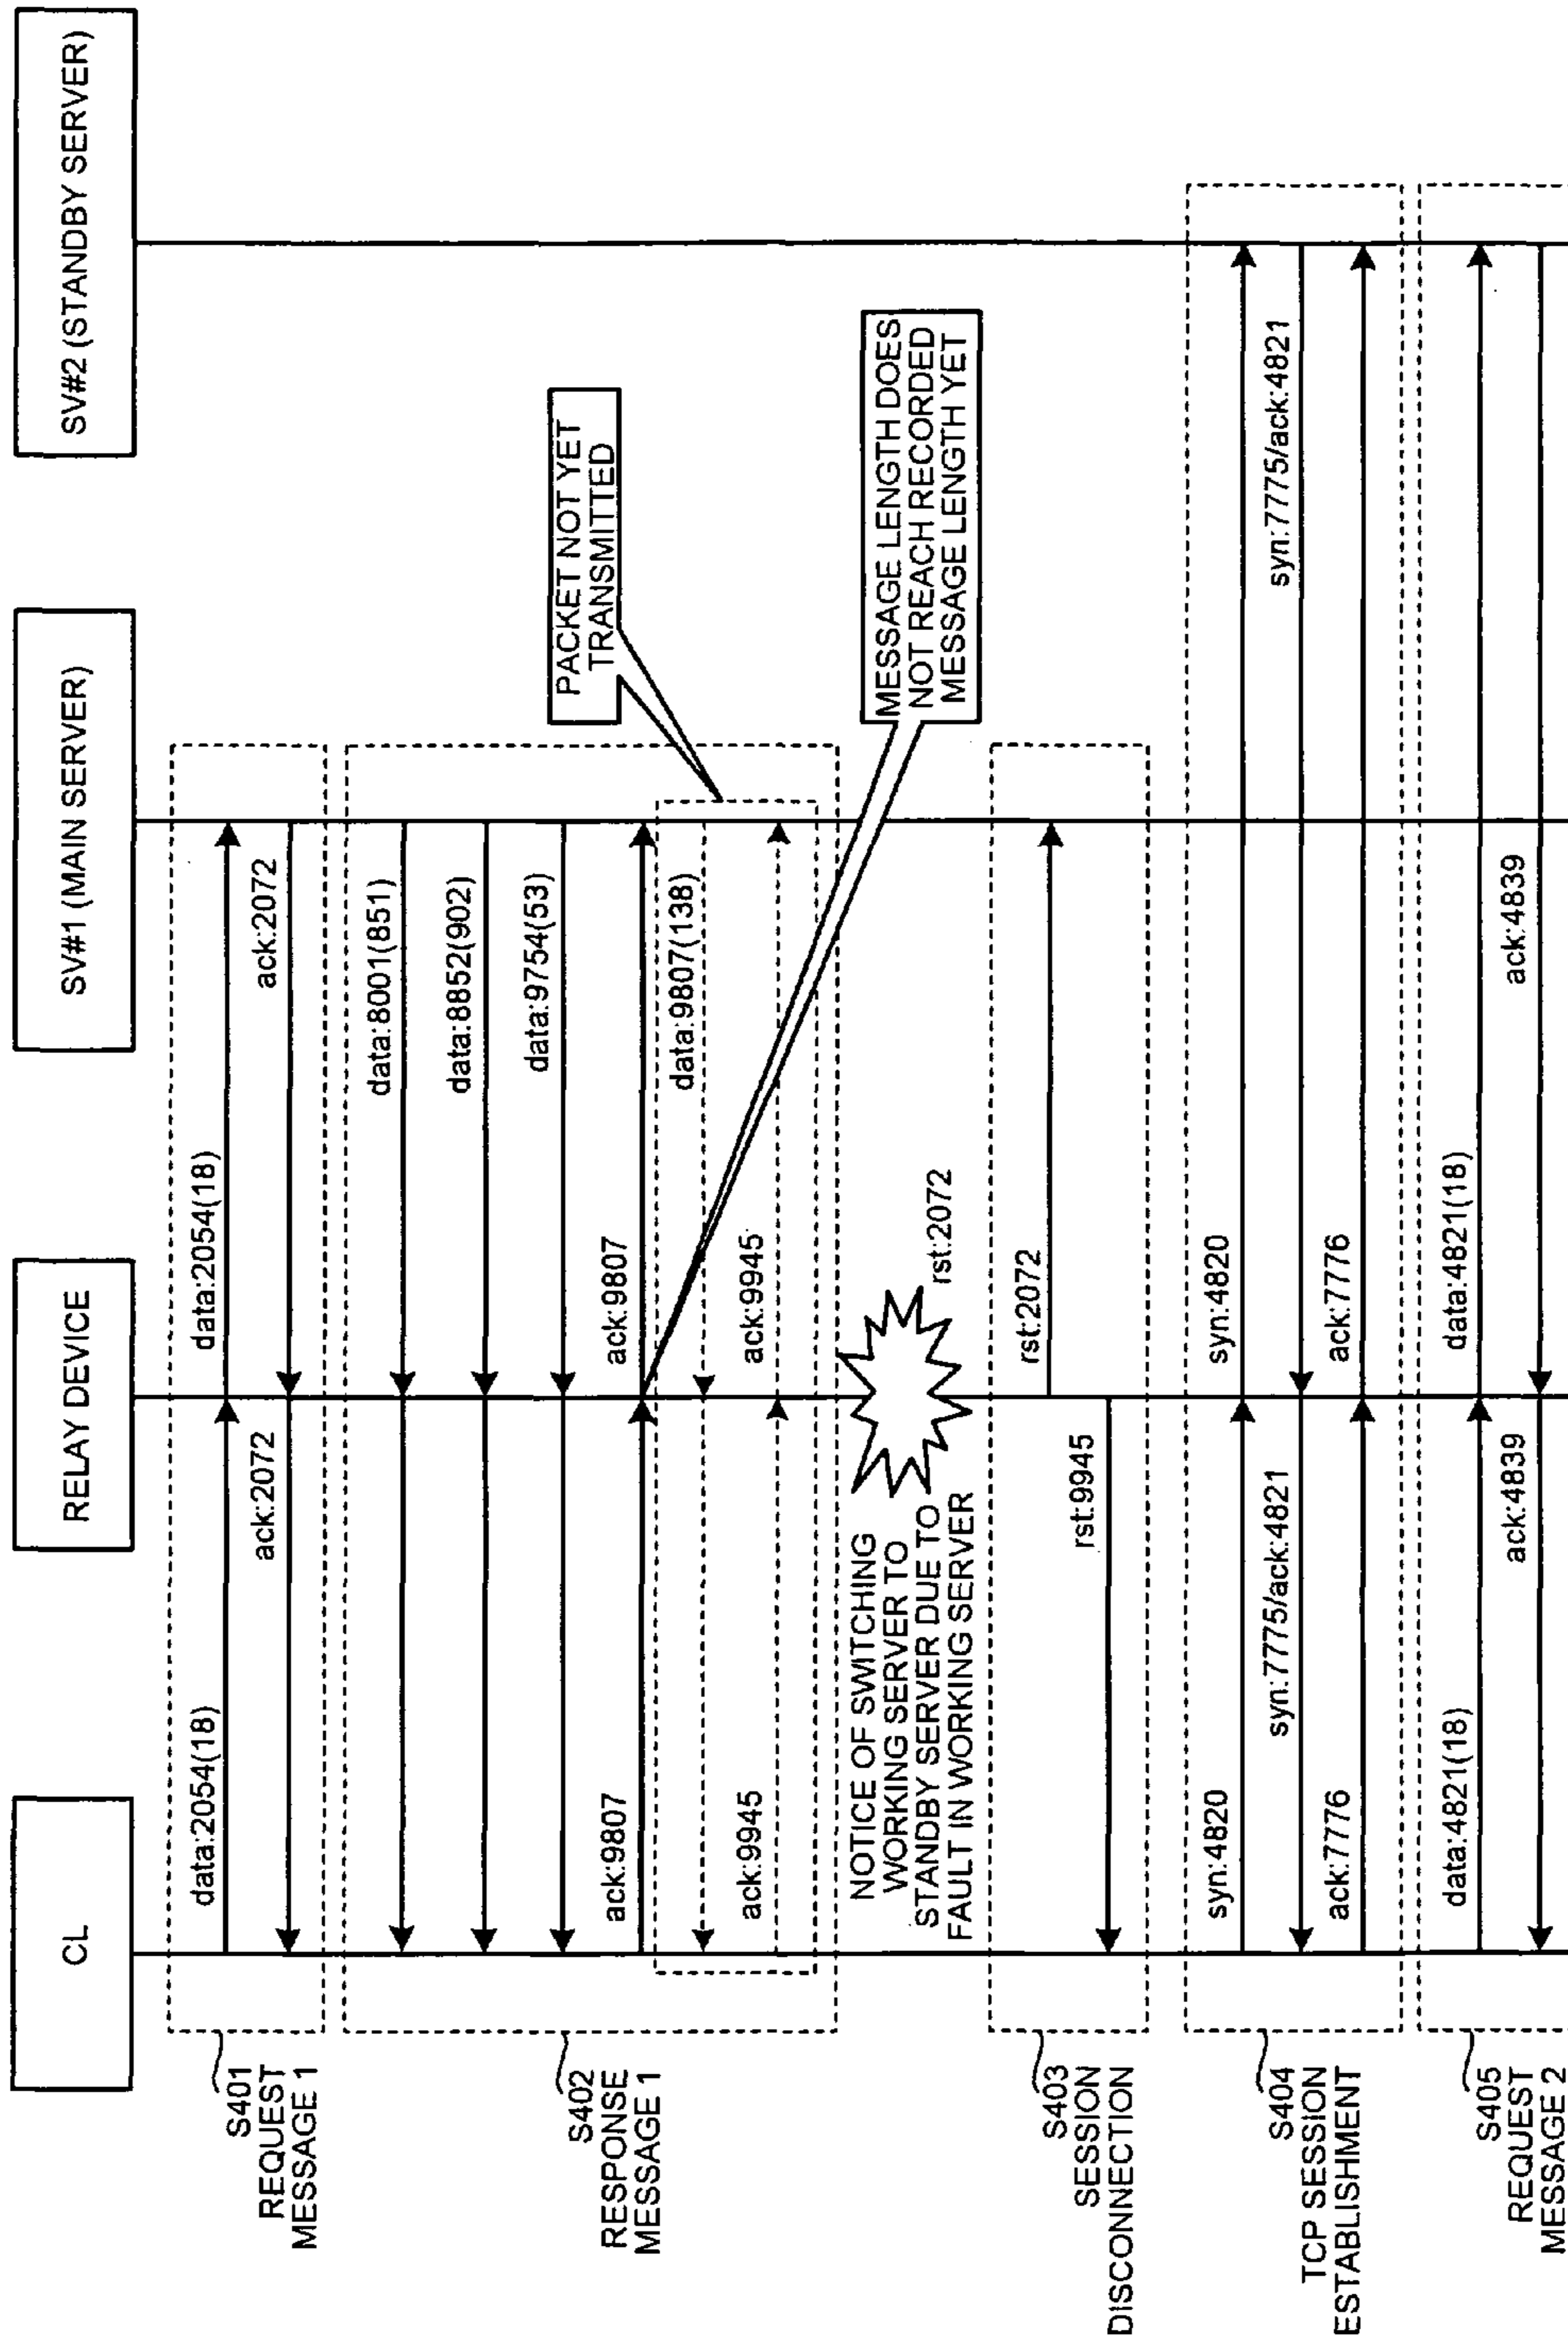 CL
RELAY DEVICE
SV#1 (MAIN SERVER)
SV#2 (STANDBY SERVER)
S401
REQUEST
MESSAGE 1
data:2054(18)
data:2054(18)
ack:2072
ack:2072
S402
RESPONSE
MESSAGE 1
data:8001(851)
data:8852(902)
data:9754(53)
ack:9807
ack:9807
data:9807(138)
ack:9945
ack:9945
PACKET NOT YET
TRANSMITTED
MESSAGE LENGTH DOES
NOT REACH RECORDED
MESSAGE LENGTH YET
NOTICE OF SWITCHING
WORKING SERVER TO
STANDBY SERVER DUE TO
FAULT IN WORKING SERVER
rst:2072
S403
SESSION
DISCONNECTION
rst:2072
rst:9945
S404
TCP SESSION
ESTABLISHMENT
syn:4820
syn:4820
syn:7775/ack:4821
syn:7775/ack:4821
ack:7776
ack:7776
S405
REQUEST
MESSAGE 2
data:4821(18)
data:4821(18)
ack:4839
ack:4839